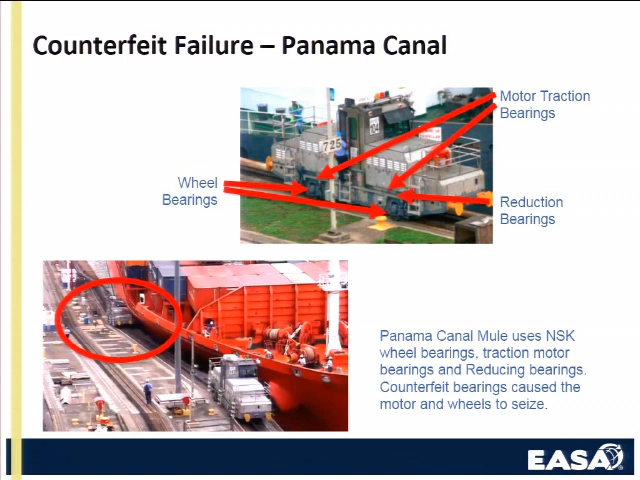 Counterfeit Failure – Panama Canal
Motor Traction
Bearings
Wheel
Bearings
Reduction
Bearings
725
Panama Canal Mule uses NSK
wheel bearings, traction motor
bearings and Reducing bearings.
Counterfeit bearings caused the
motor and wheels to seize.
EASA